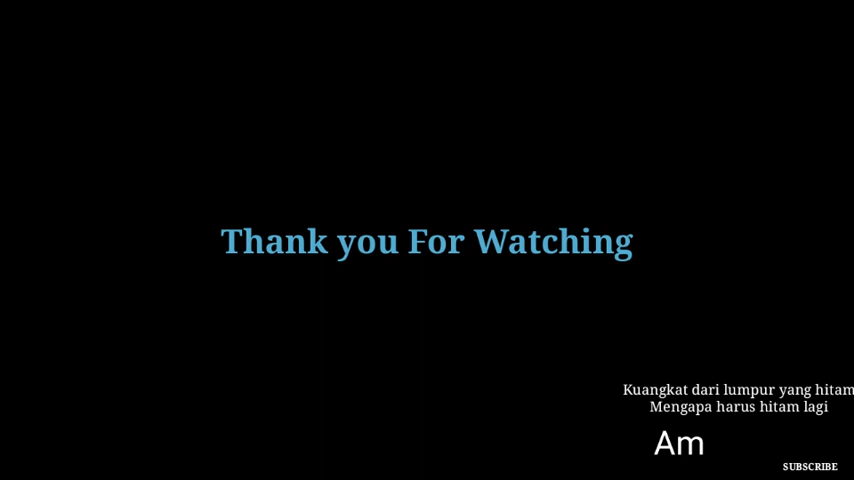 Thank you For Watching
Kuangkat dari lumpur yang hitam
Mengapa harus hitam lagi
Am
SUBSCRIBE